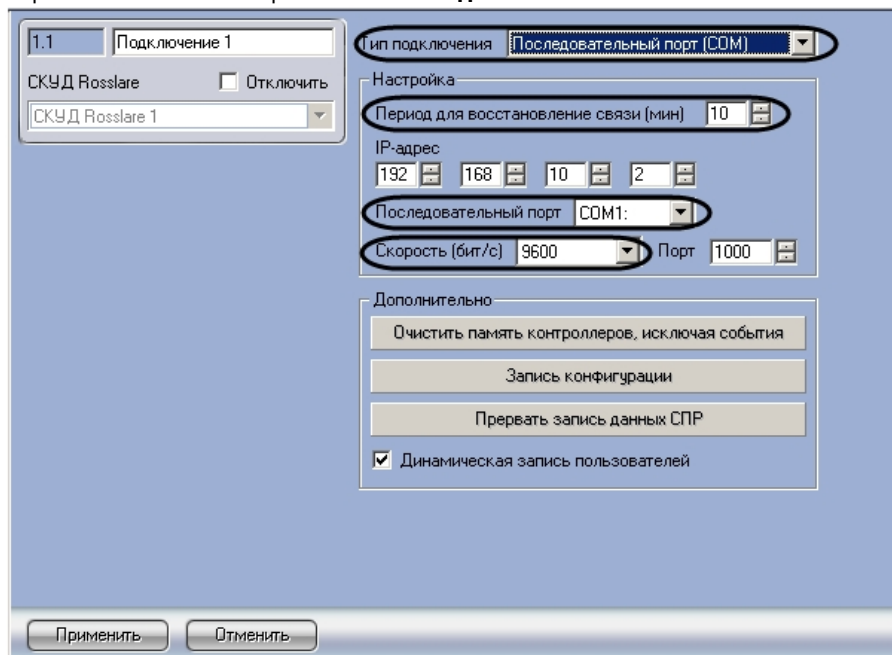 1.1 Подключение 1
СКУД Rosslare Отключить
СКУД Rosslare 1
Тип подключения Последовательный порт (COM)
Настройка
Период для восстановление связи (мин) 10
IP-адрес
192 168 10 2
Последовательный порт COM1:
Скорость (бит/с) 9600 Порт 1000
Дополнительно
Очистить память контроллеров, исключая события
Запись конфигурации
Прервать запись данных СПР
Динамическая запись пользователей
Применить Отменить